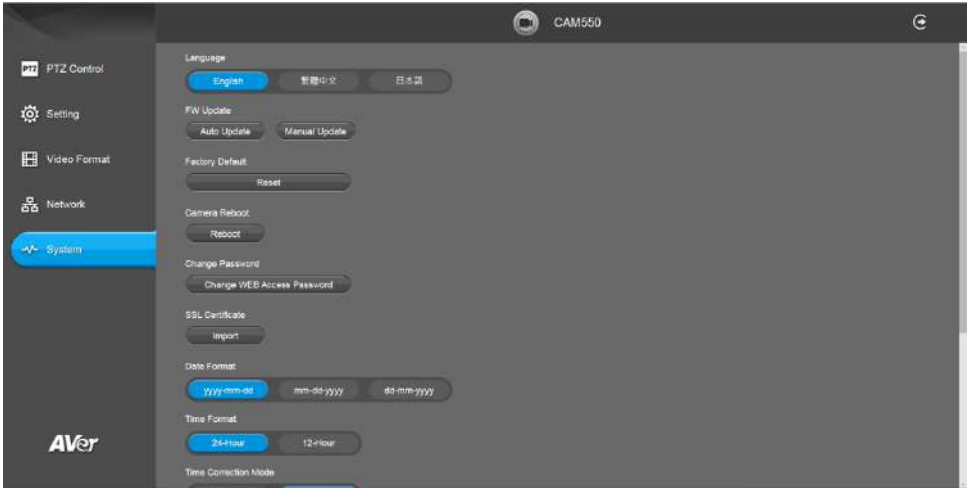 CAM550
PTZ PTZ Control
Setting
Video Format
Network
System
AVer
Language
English 繁體中文 日本語
FW Update
Auto Update Manual Update
Factory Default
Reset
Camera Reboot
Reboot
Change Password
Change WEB Access Password
SSL Certificate
Import
Date Format
yyyy-mm-dd mm-dd-yyyy dd-mm-yyyy
Time Format
24-Hour 12-Hour
Time Correction Mode